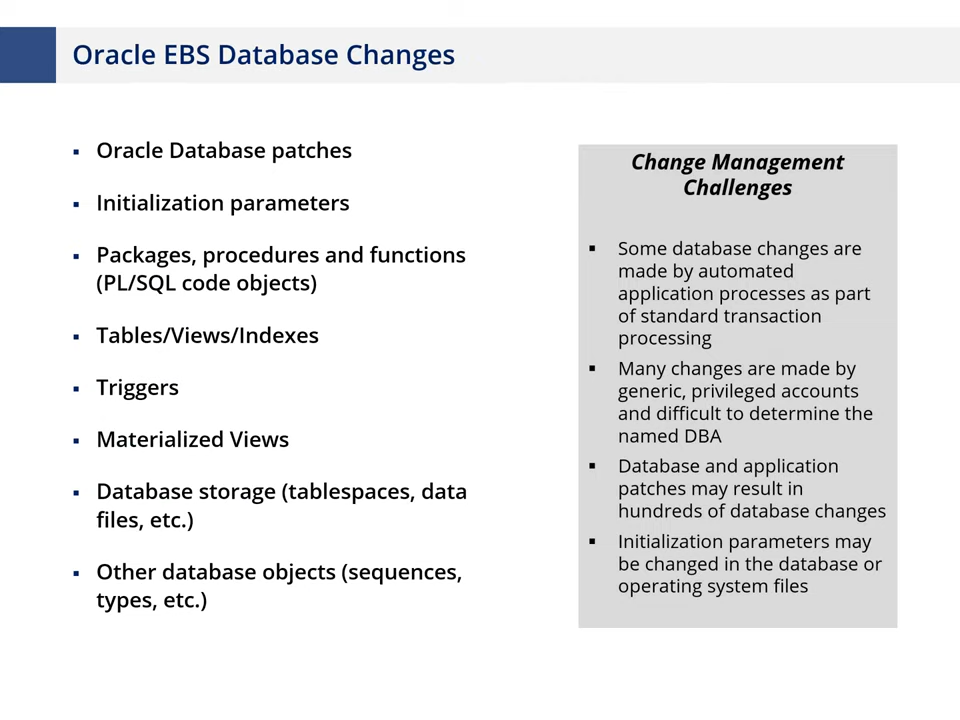 Oracle EBS Database Changes
▪ Oracle Database patches
▪ Initialization parameters
▪ Packages, procedures and functions
(PL/SQL code objects)
▪ Tables/Views/Indexes
▪ Triggers
▪ Materialized Views
▪ Database storage (tablespaces, data
files, etc.)
▪ Other database objects (sequences,
types, etc.)
Change Management
Challenges
▪ Some database changes are
made by automated
application processes as part
of standard transaction
processing
▪ Many changes are made by
generic, privileged accounts
and difficult to determine the
named DBA
▪ Database and application
patches may result in
hundreds of database changes
▪ Initialization parameters may
be changed in the database or
operating system files